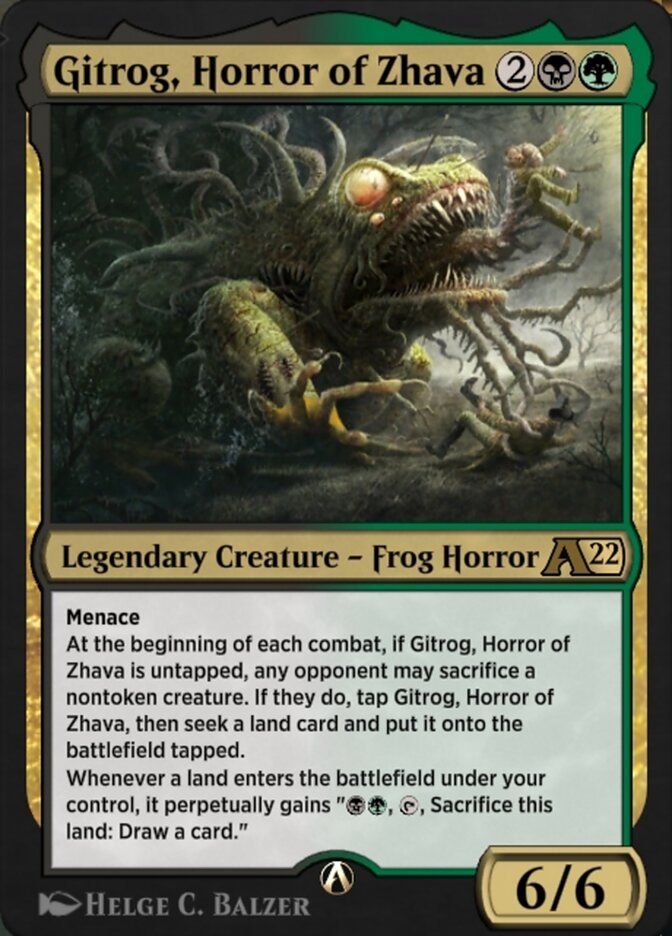 Gitrog, Horror of Zhava 2
Legendary Creature – Frog Horror A22
Menace
At the beginning of each combat, if Gitrog, Horror of
Zhava is untapped, any opponent may sacrifice a
nontoken creature. If they do, tap Gitrog, Horror of
Zhava, then seek a land card and put it onto the
battlefield tapped.
Whenever a land enters the battlefield under your
control, it perpetually gains " , , Sacrifice this
land: Draw a card."
6/6
Helge C. Balzer